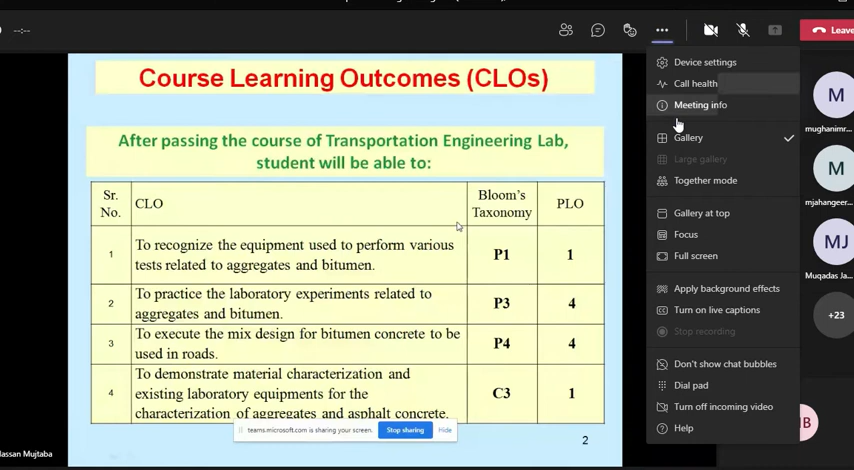 --:--
Leave
Course Learning Outcomes (CLOs)
After passing the course of Transportation Engineering Lab,
student will be able to:
Sr. No. CLO Bloom's Taxonomy PLO
1 To recognize the equipment used to perform various
tests related to aggregates and bitumen. P1 1
2 To practice the laboratory experiments related to
aggregates and bitumen. P3 4
3 To execute the mix design for bitumen concrete to be
used in roads. P4 4
4 To demonstrate material characterization and
existing laboratory equipments for the
characterization of aggregates and asphalt concrete. C3 1
teams.microsoft.com is sharing your screen. Stop sharing Hide
2
assan Mujtaba
Device settings
Call health
Meeting info
Gallery
Large gallery
Together mode
Gallery at top
Focus
Full screen
Apply background effects
Turn on live captions
Stop recording
Don't show chat bubbles
Dial pad
Turn off incoming video
Help
M
mughanimr...
M
mjahangeer...
MJ
Muqadas Ja...
+23